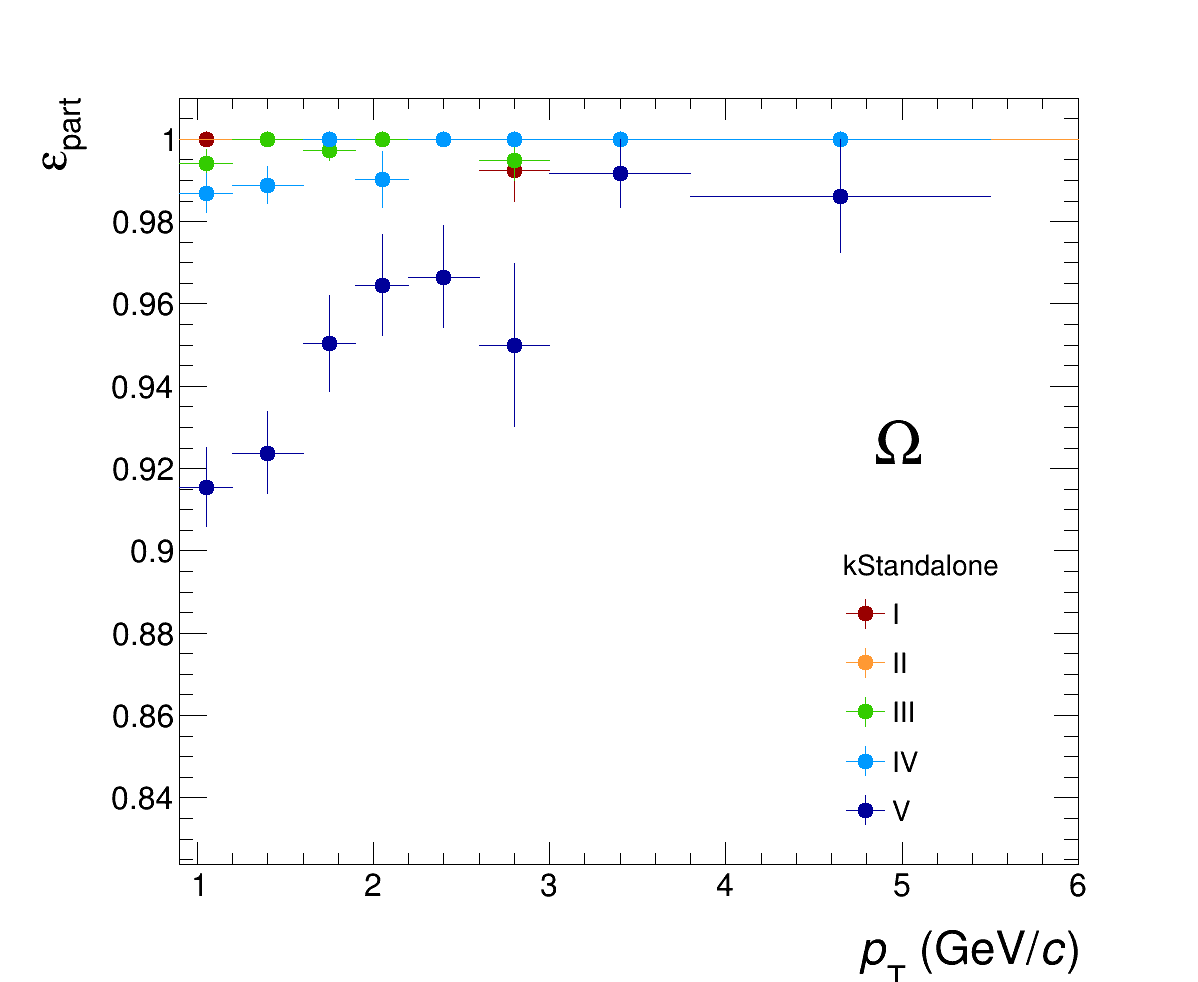 ε_part
1
0.98
0.96
0.94
0.92
0.9
0.88
0.86
0.84
Ω
kStandalone
I
II
III
IV
V
1 2 3 4 5 6
p_T (GeV/c)